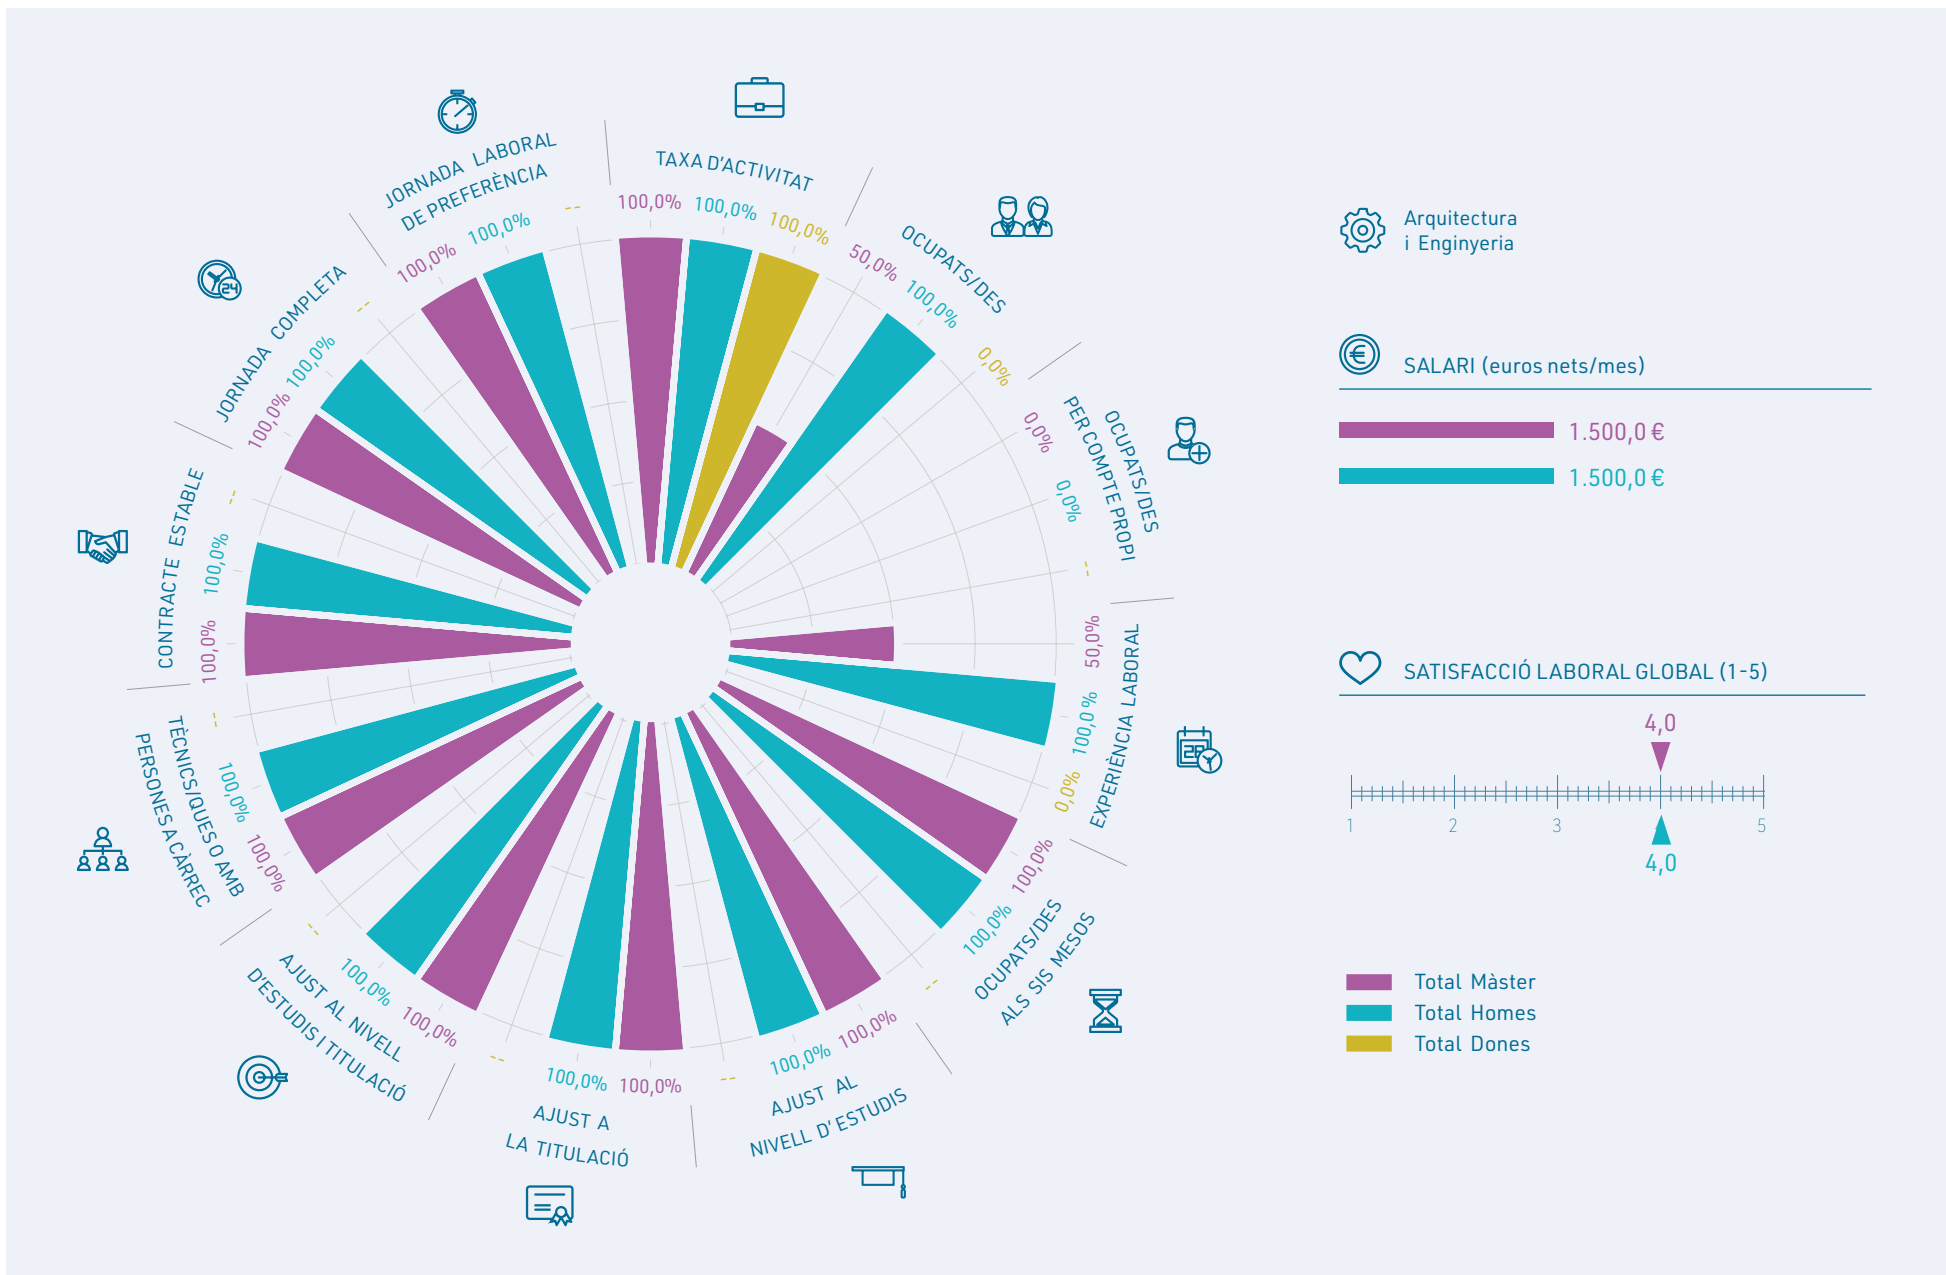 TAXA D'ACTIVITAT
100,0%
100,0%
100,0%
OCUPATS/DES
50,0%
100,0%
0,0%
OCUPATS/DES
PER COMPTE PROPI
0,0%
0,0%
--
EXPERIÈNCIA LABORAL
50,0%
100,0%
0,0%
OCUPATS/DES
ALS SIS MESOS
100,0%
100,0%
--
AJUST AL
NIVELL D'ESTUDIS
100,0%
100,0%
--
AJUST A
LA TITULACIÓ
100,0%
100,0%
--
AJUST AL NIVELL
D'ESTUDIS I TITULACIÓ
100,0%
100,0%
--
TÈCNICS/QUES O AMB
PERSONES A CÀRREC
100,0%
100,0%
--
CONTRACTE ESTABLE
100,0%
100,0%
--
JORNADA COMPLETA
100,0%
100,0%
--
24
JORNADA LABORAL
DE PREFERÈNCIA
100,0%
100,0%
--
Arquitectura
i Enginyeria
€
SALARI (euros nets/mes)
1.500,0 €
1.500,0 €
SATISFACCIÓ LABORAL GLOBAL (1-5)
4,0
1 2 3 5
4,0
Total Màster
Total Homes
Total Dones